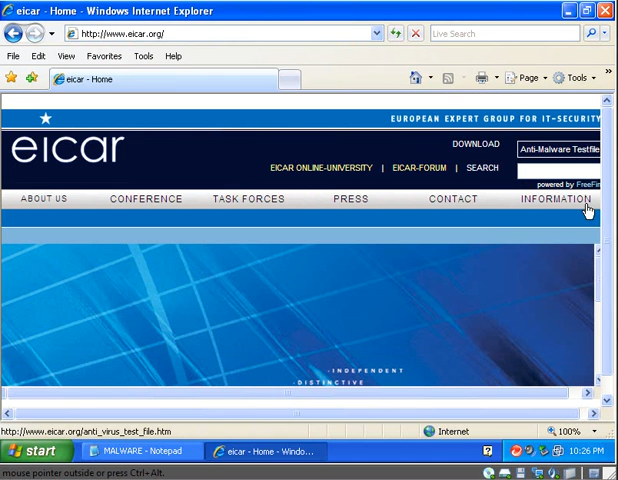 eicar - Home - Windows Internet Explorer
http://www.eicar.org/
Live Search
File Edit View Favorites Tools Help
eicar - Home
Page Tools
EUROPEAN EXPERT GROUP FOR IT-SECURITY
eicar
DOWNLOAD Anti-Malware Testfile
EICAR ONLINE-UNIVERSITY | EICAR-FORUM | SEARCH
powered by FreeFin
ABOUT US CONFERENCE TASK FORCES PRESS CONTACT INFORMATION
-INDEPENDENT
-DISTINCTIVE
http://www.eicar.org/anti_virus_test_file.htm Internet 100%
start MALWARE - Notepad eicar - Home - Windo... ? 10:26 PM
mouse pointer outside or press Ctrl+Alt.